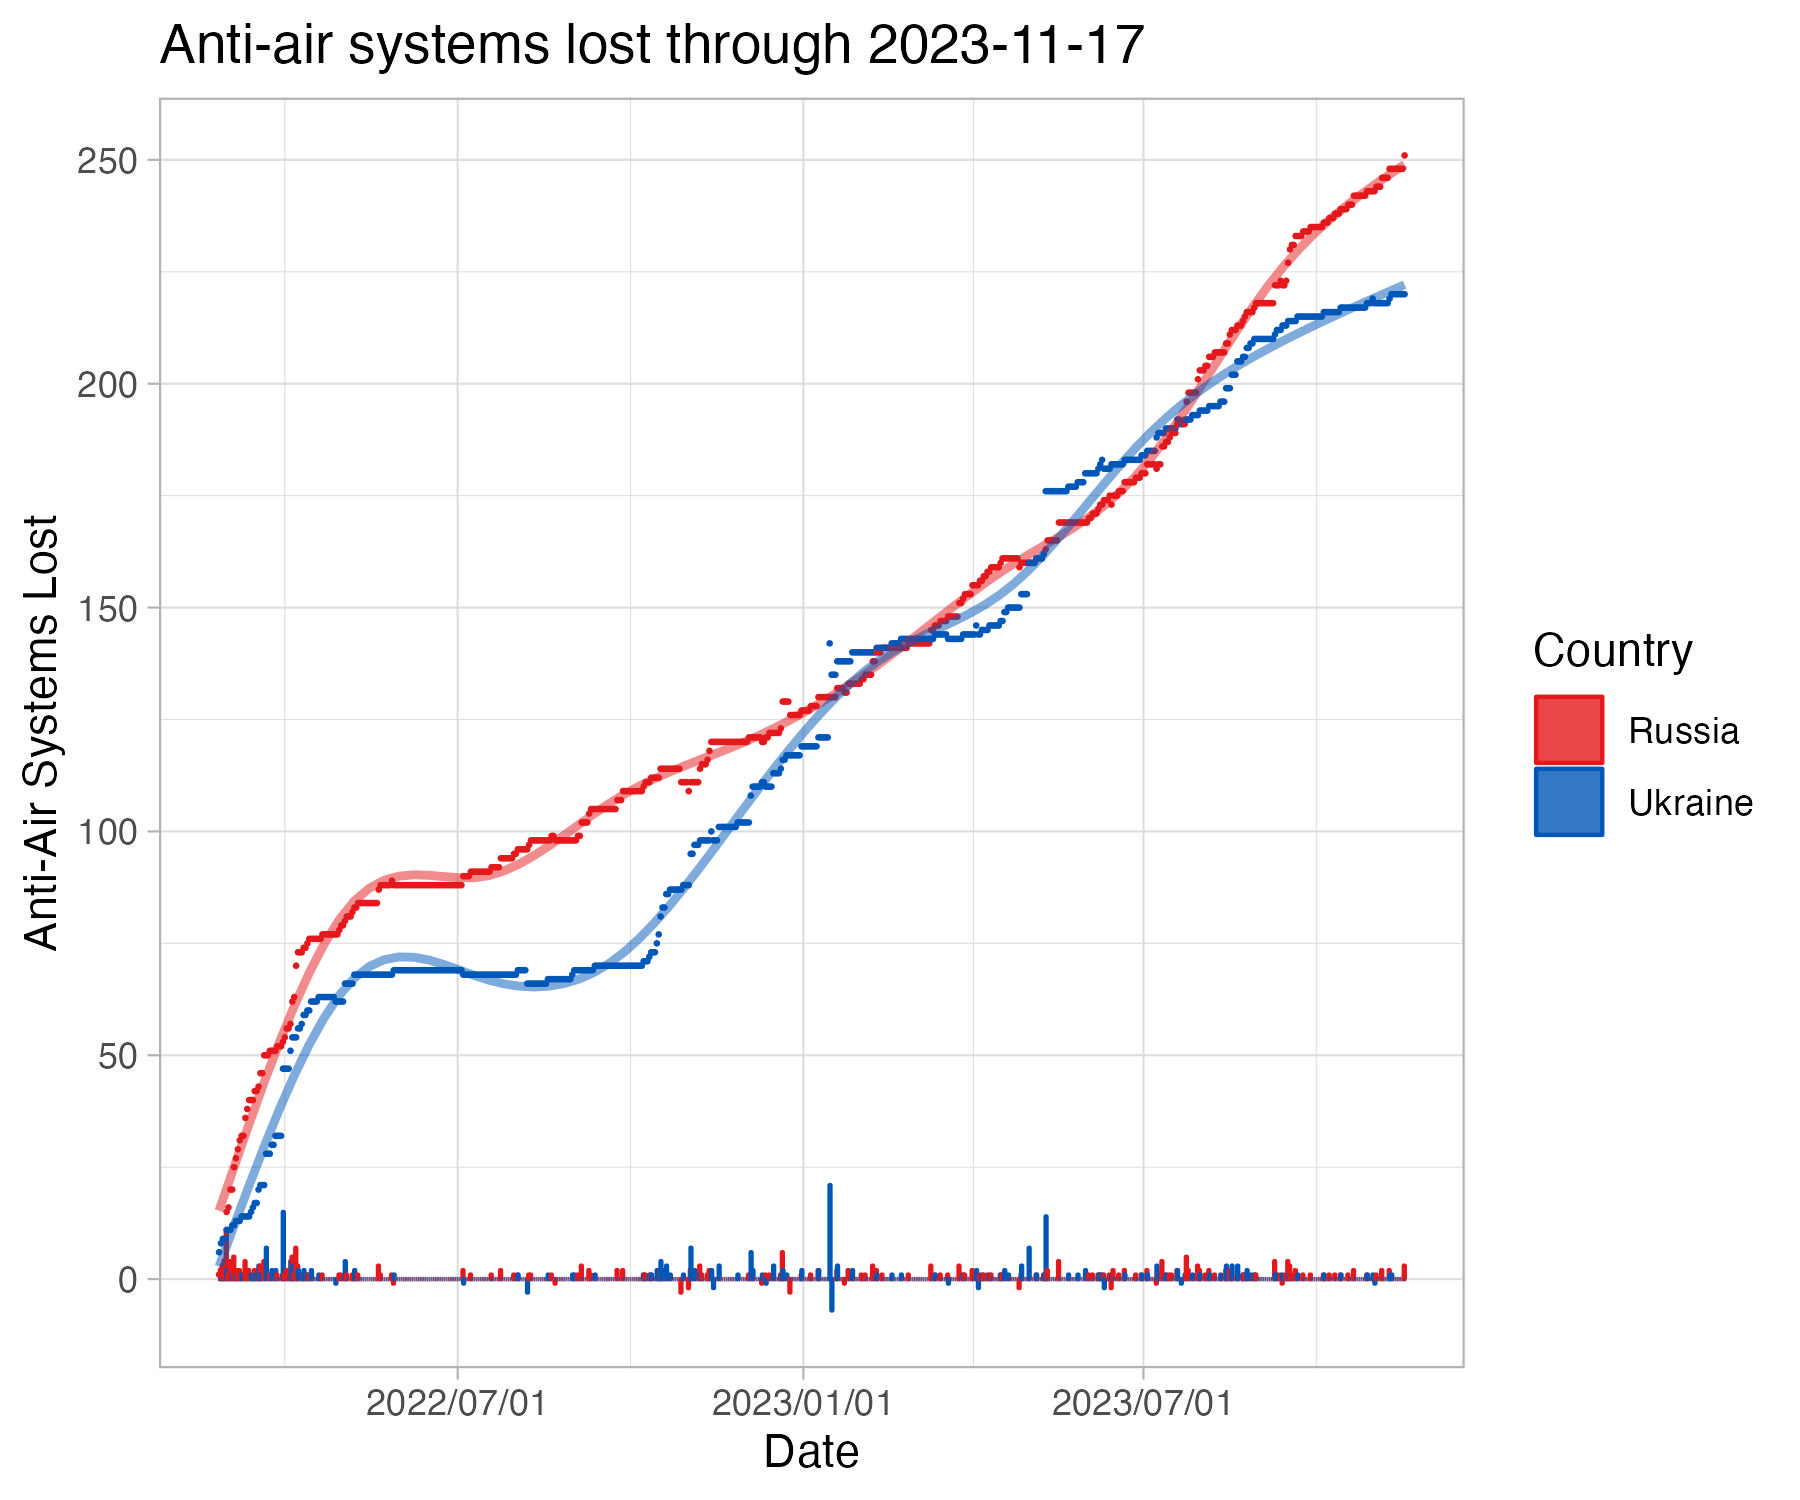 Anti-air systems lost through 2023-11-17
Anti-Air Systems Lost
250
200
150
100
50
0
2022/07/01
2023/01/01
2023/07/01
Date
Country
Russia
Ukraine